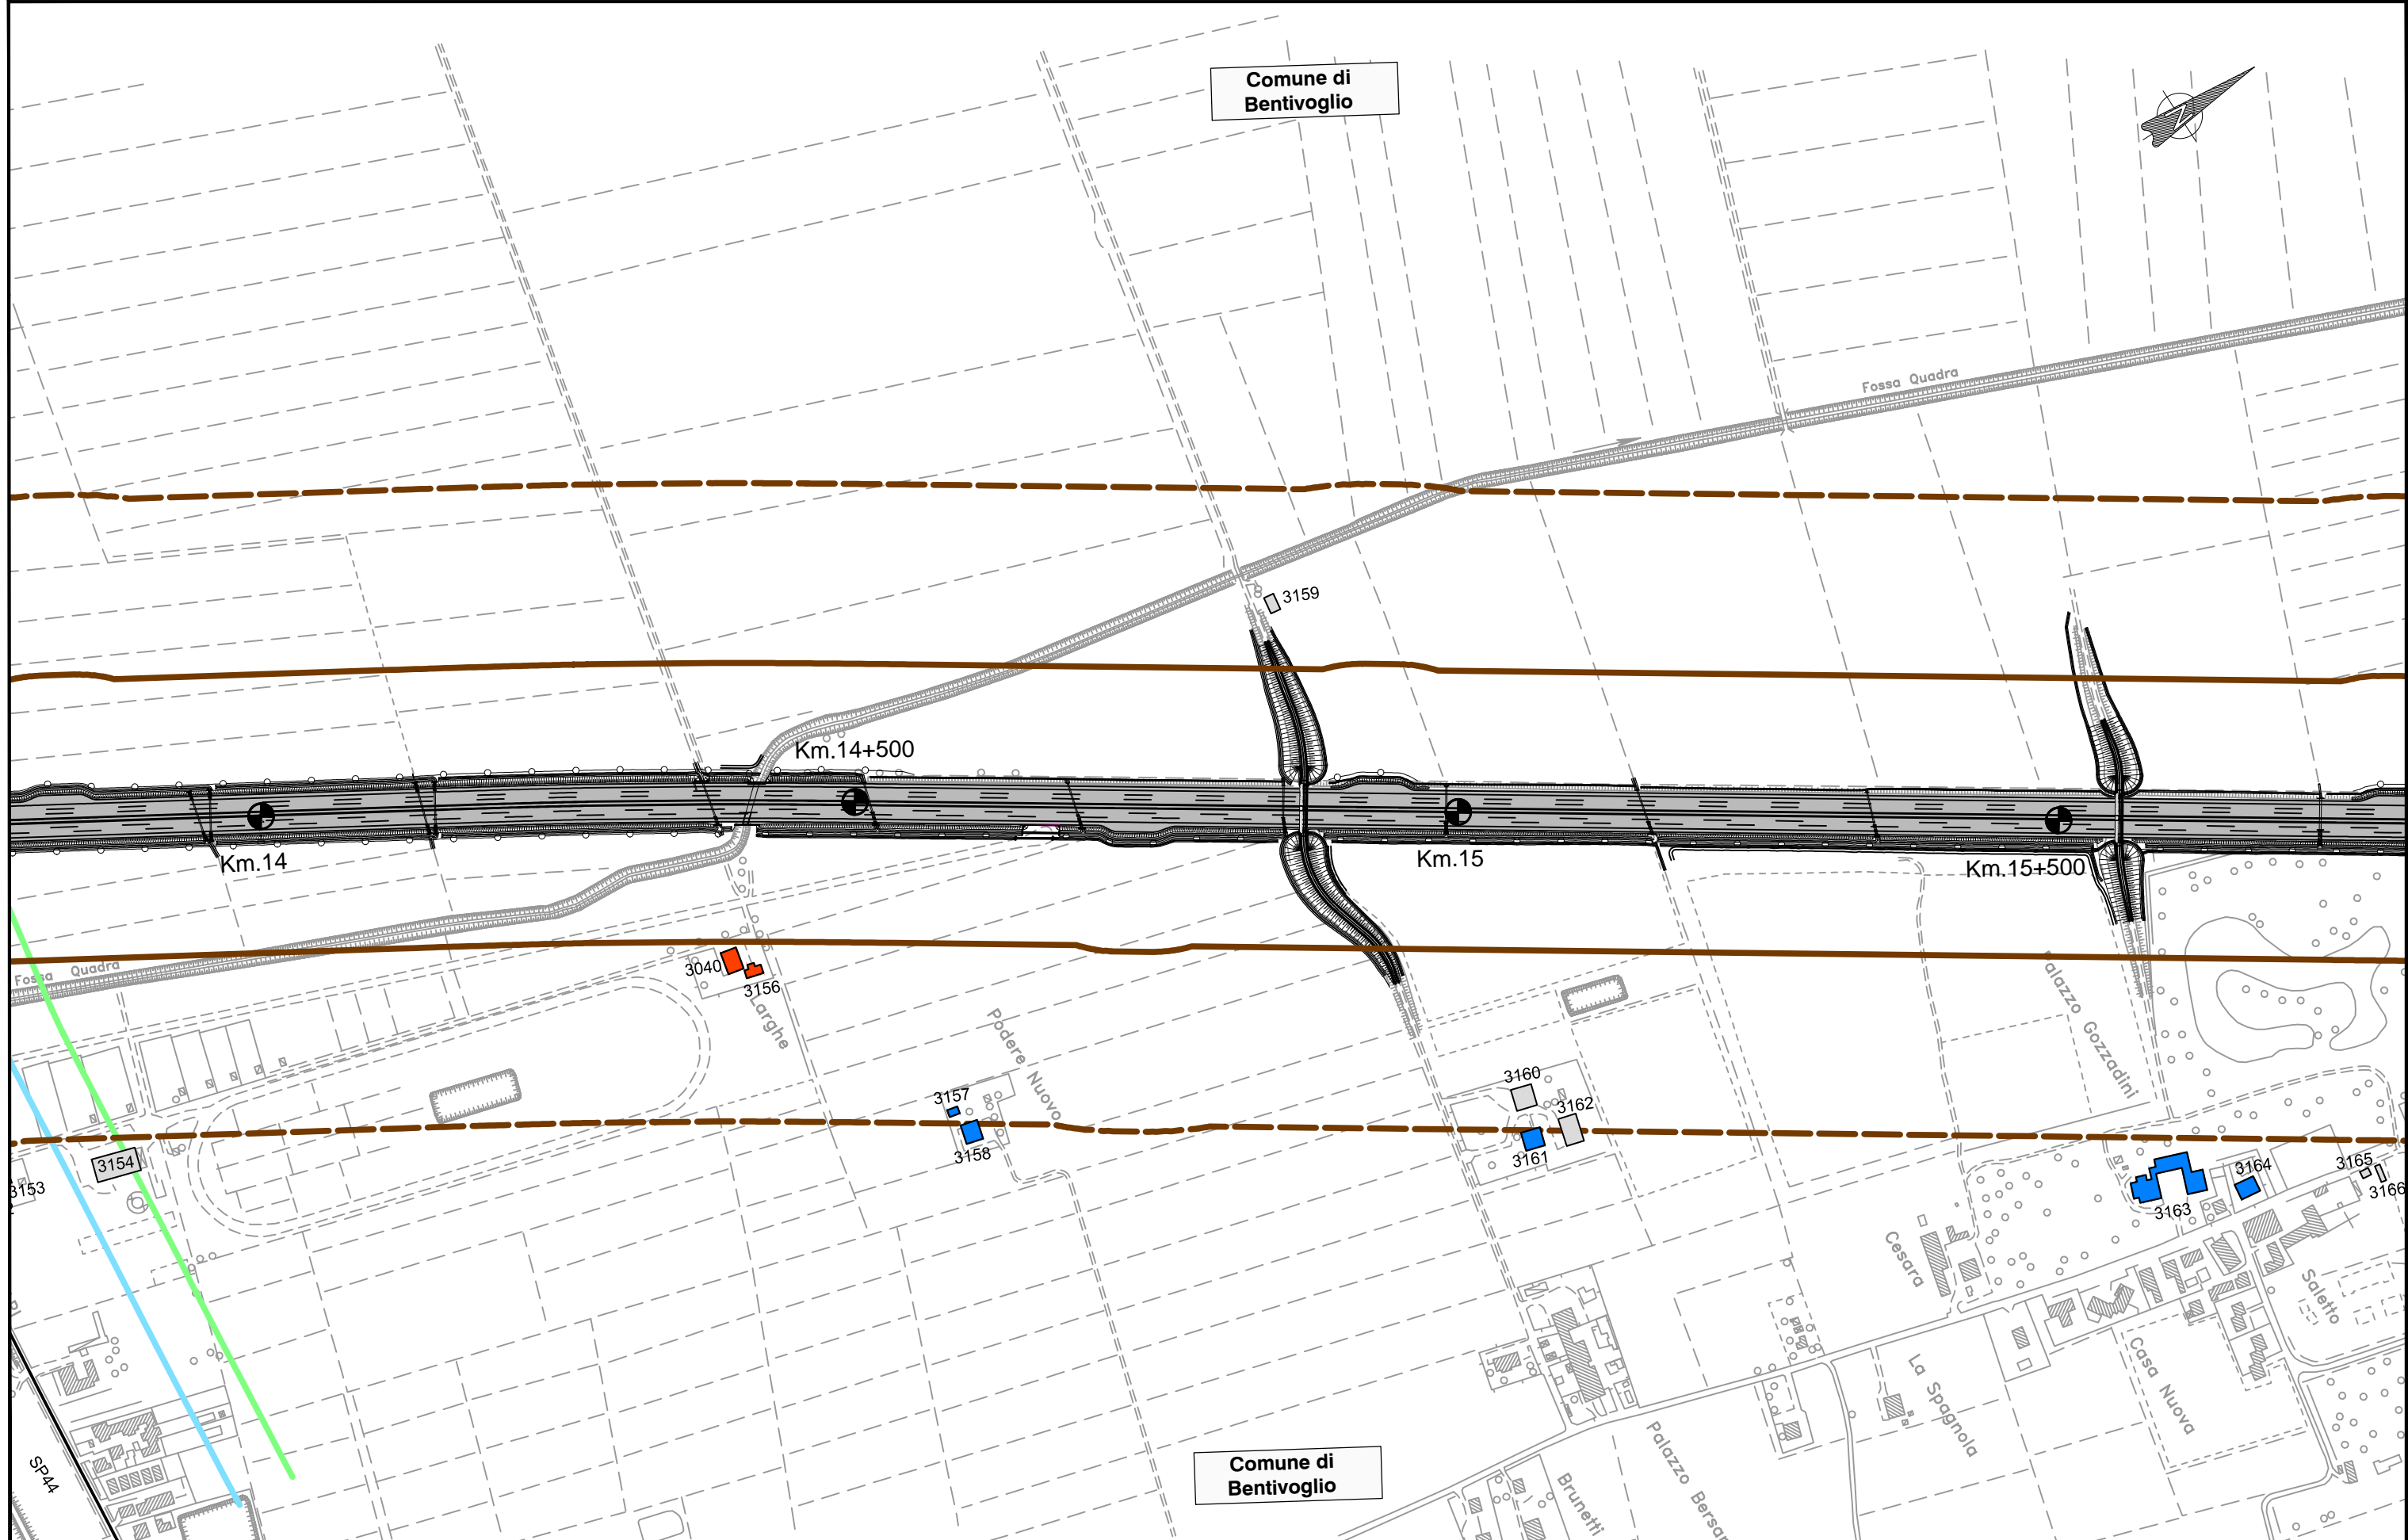 Comune di
Bentivoglio
Z
Fossa Quadra
3159
Km.14+500
Km.14
Km.15
Km.15+500
Fossa Quadra
3040
3156
Larghe
Podere Nuovo
Palazzo Gozzadini
3157
3158
3160
3162
3161
3154
3153
3163
3164
3165
3166
Cesara
Saletto
La Spagnola
Casa Nuova
SP44
Comune di
Bentivoglio
Brunetti
Palazzo